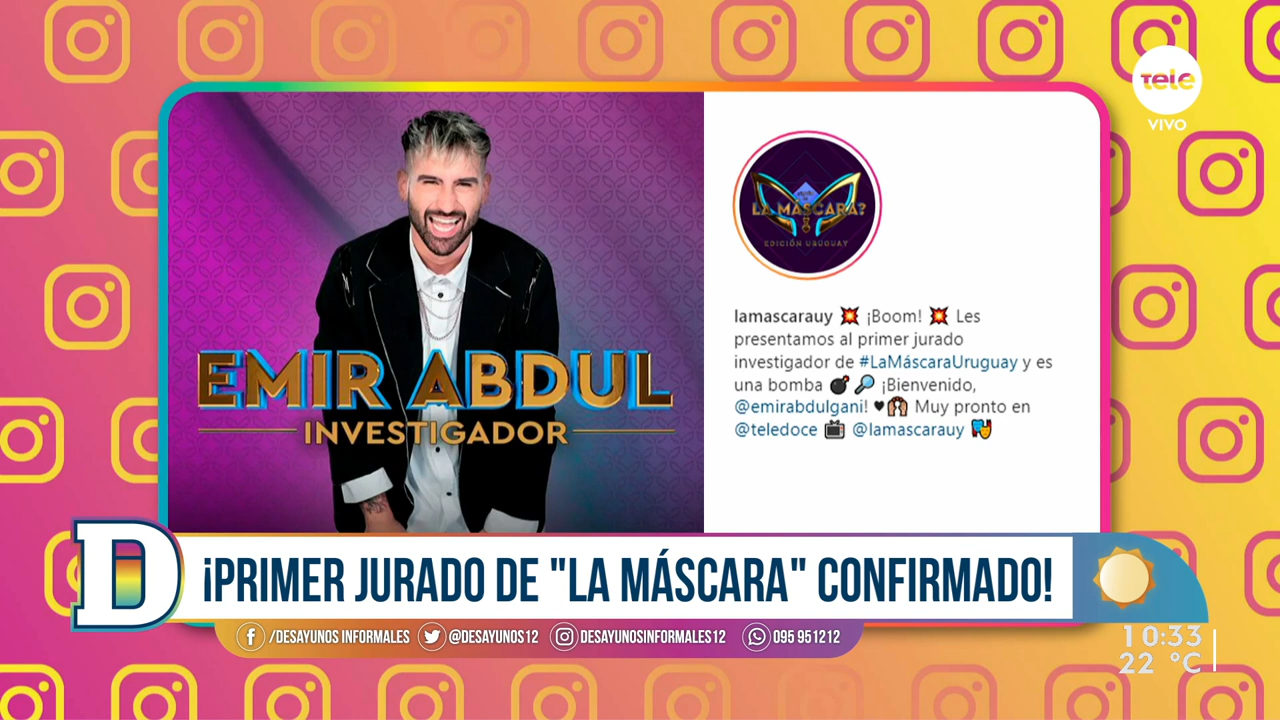 tele
VIVO
LA MÁSCARA?
EDICIÓN URUGUAY
EMIR ABDUL
INVESTIGADOR
lamascarauy 💥 ¡Boom! 💥 Les
presentamos al primer jurado
investigador de #LaMáscaraUruguay y es
una bomba 💣 🔎 ¡Bienvenido,
@emirabdulgani! ♥ Muy pronto en
@teledoce 📺 @lamascarauy 🎭
D
¡PRIMER JURADO DE "LA MÁSCARA" CONFIRMADO!
/DESAYUNOS INFORMALES @DESAYUNOS12 DESAYUNOSINFORMALES12 095 951212
10:33
22 °C